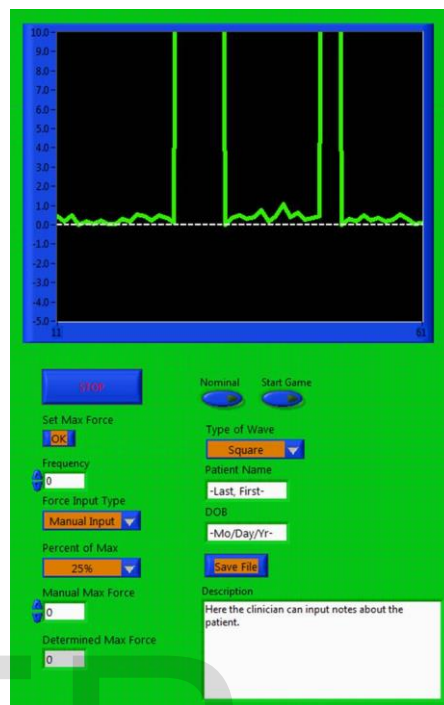 10.0
9.0
8.0
7.0
6.0
5.0
4.0
3.0
2.0
1.0
0.0
-1.0
-2.0
-3.0
-4.0
-5.0
11 61
STOP
Nominal Start Game
Set Max Force
OK
Type of Wave
Square
Frequency
0
Patient Name
-Last, First-
Force Input Type
Manual Input
DOB
-Mo/Day/Yr-
Percent of Max
25%
Save File
Manual Max Force
0
Description
Here the clinician can input notes about the
patient.
Determined Max Force
0